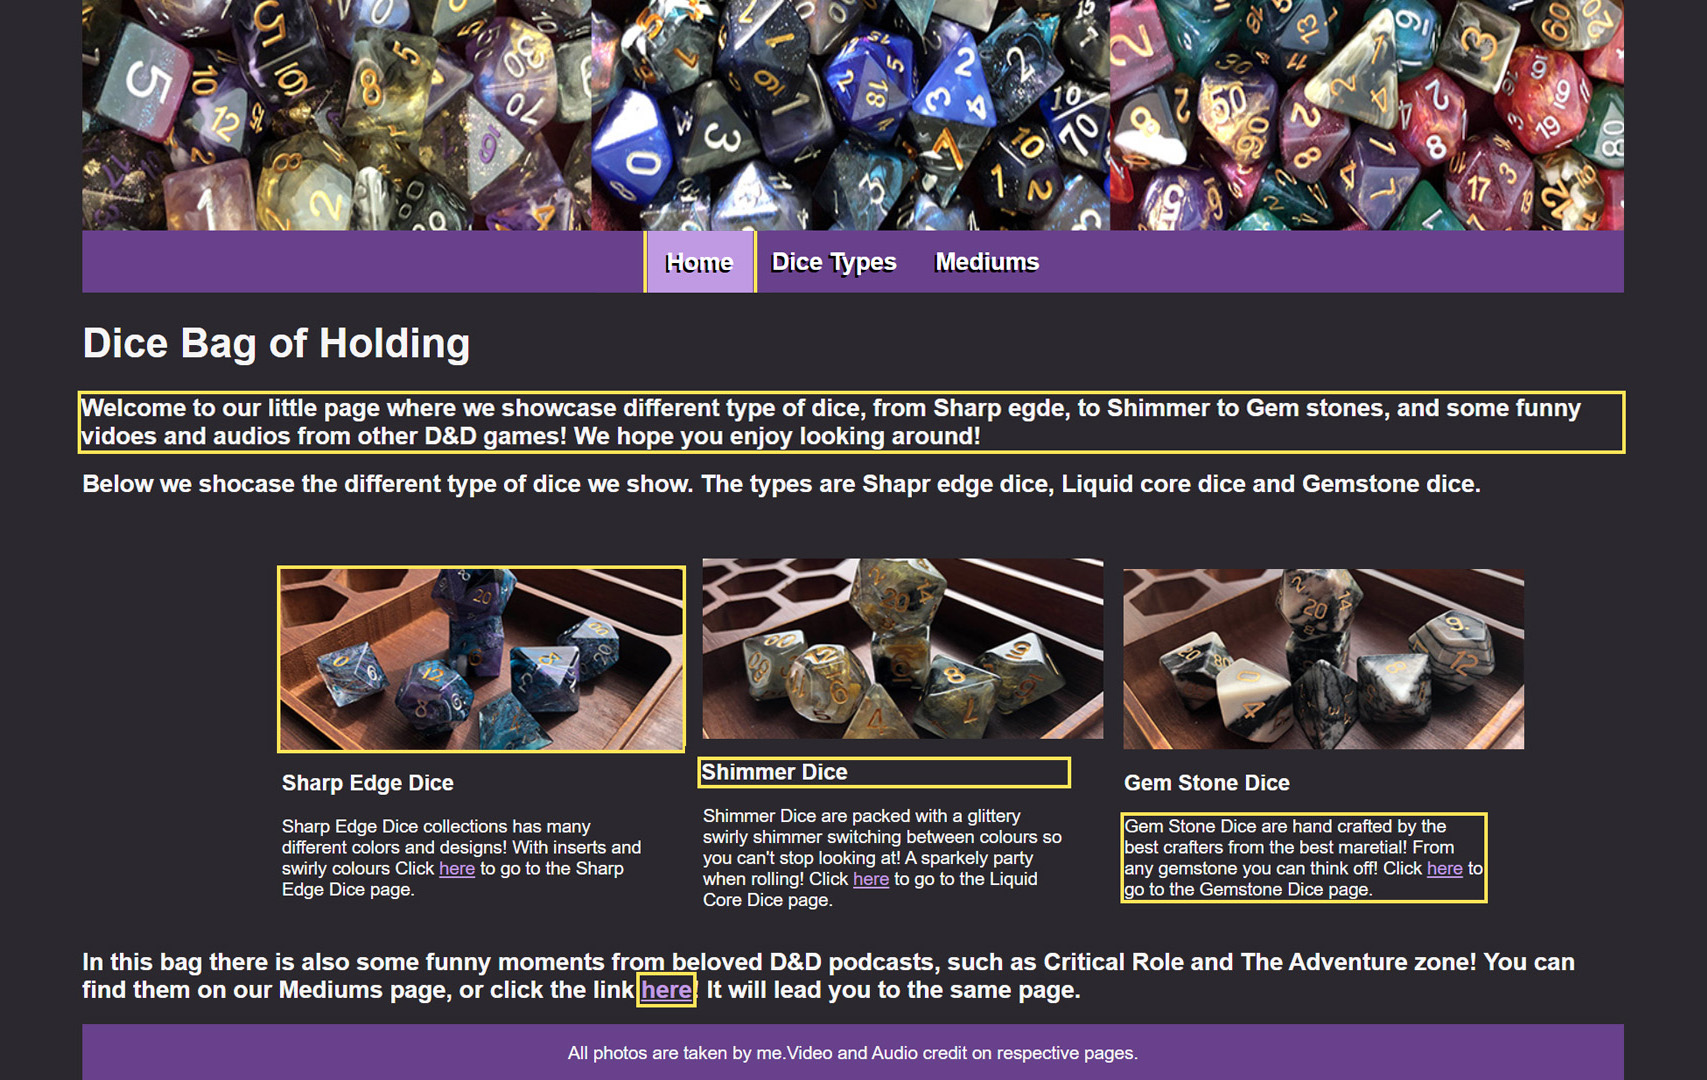 Home Dice Types Mediums
Dice Bag of Holding
Welcome to our little page where we showcase different type of dice, from Sharp egde, to Shimmer to Gem stones, and some funny
vidoes and audios from other D&D games! We hope you enjoy looking around!
Below we shocase the different type of dice we show. The types are Shapr edge dice, Liquid core dice and Gemstone dice.
Sharp Edge Dice
Sharp Edge Dice collections has many
different colors and designs! With inserts and
swirly colours Click here to go to the Sharp
Edge Dice page.
Shimmer Dice
Shimmer Dice are packed with a glittery
swirly shimmer switching between colours so
you can't stop looking at! A sparkely party
when rolling! Click here to go to the Liquid
Core Dice page.
Gem Stone Dice
Gem Stone Dice are hand crafted by the
best crafters from the best maretial! From
any gemstone you can think off! Click here to
go to the Gemstone Dice page.
In this bag there is also some funny moments from beloved D&D podcasts, such as Critical Role and The Adventure zone! You can
find them on our Mediums page, or click the link here! It will lead you to the same page.
All photos are taken by me.Video and Audio credit on respective pages.